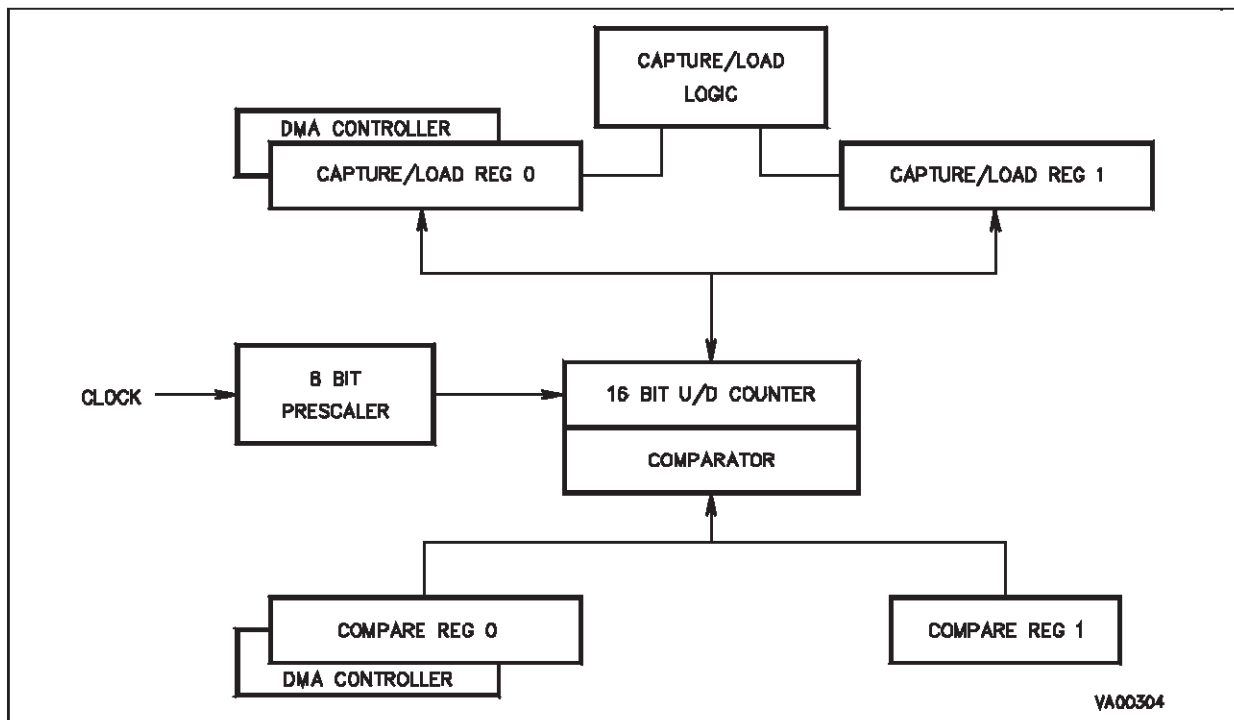 CAPTURE/LOAD
LOGIC
DMA CONTROLLER
CAPTURE/LOAD REG 0
CAPTURE/LOAD REG 1
CLOCK
8 BIT
PRESCALER
16 BIT U/D COUNTER
COMPARATOR
COMPARE REG 0
COMPARE REG 1
DMA CONTROLLER
VA00304